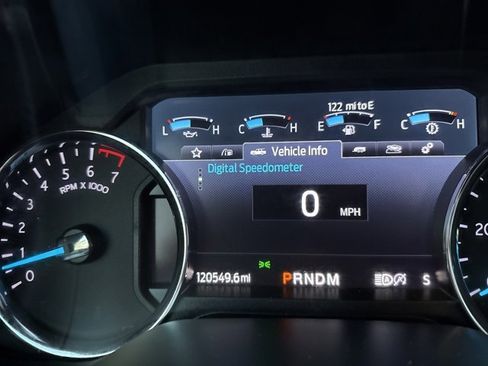 122 mi to E
L H C H E F C H
Vehicle Info
Digital Speedometer
0 MPH
0 1 2 3 4 5 6 7
RPM X 1000
20
120549.6 mi PRNDM A S